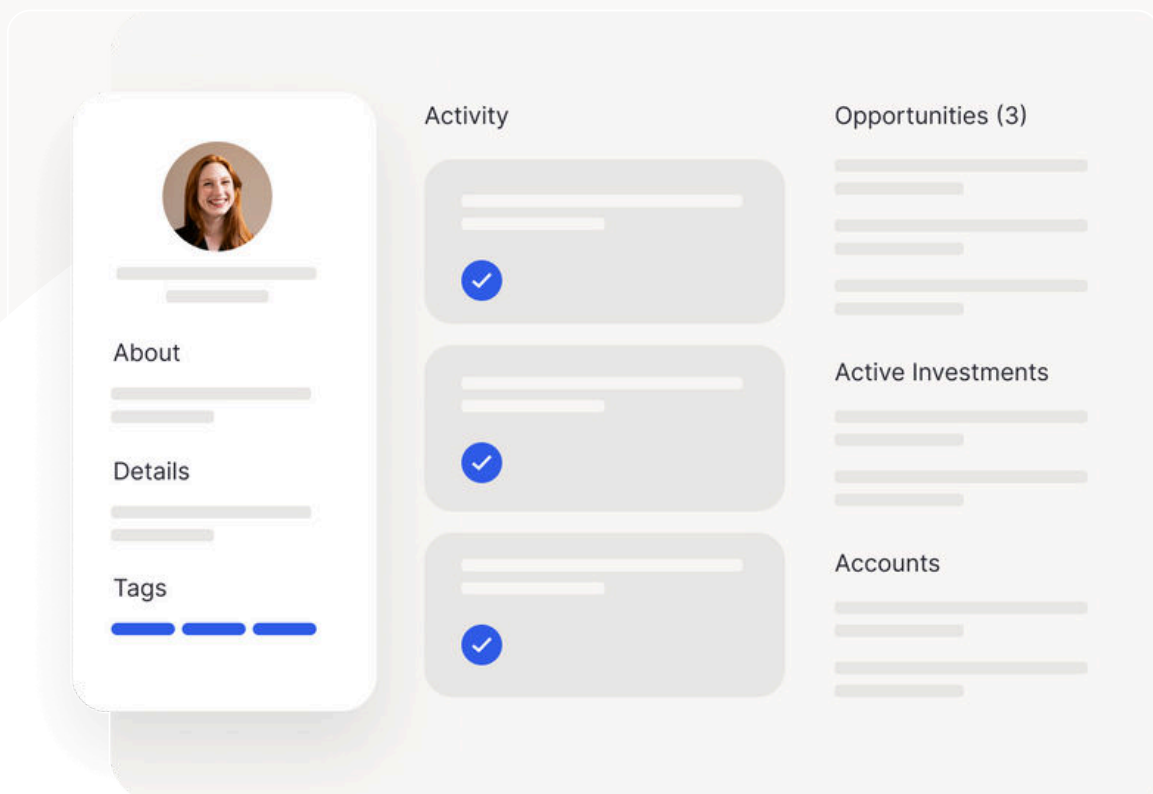 About
Details
Tags
Activity
Opportunities (3)
Active Investments
Accounts